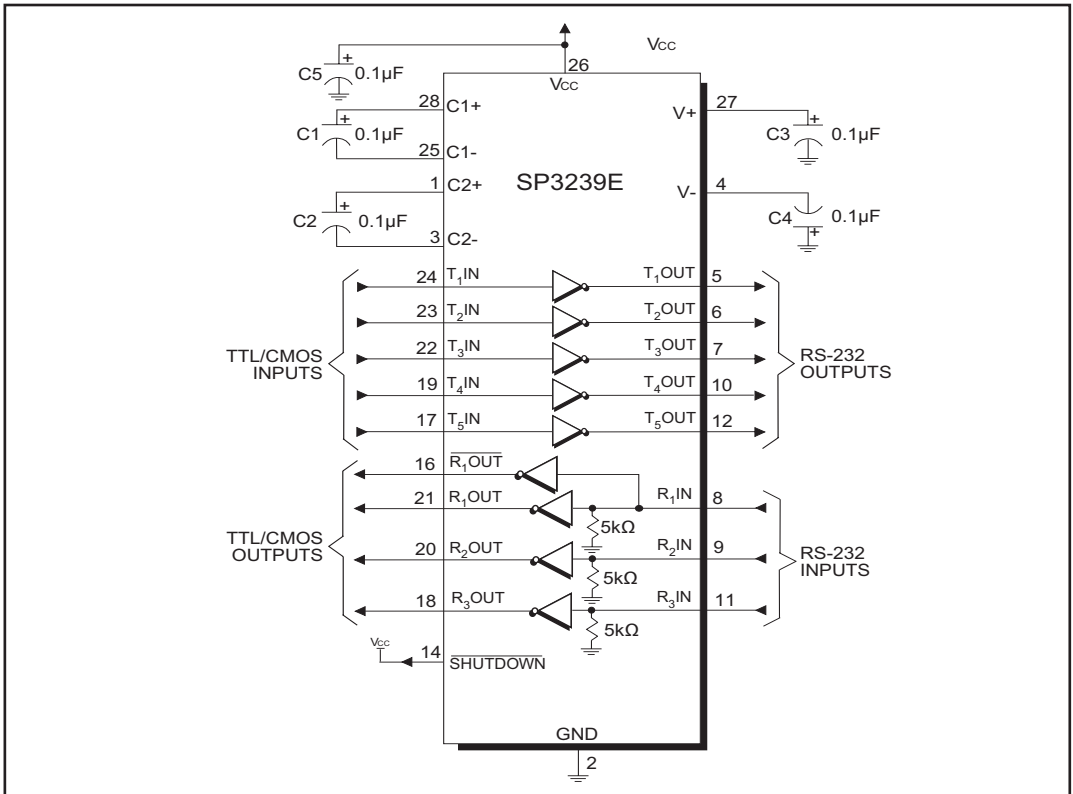 Vcc
26
Vcc
C5 + 0.1µF
28 C1+
C1 + 0.1µF
25 C1-
1 C2+
C2 + 0.1µF
3 C2-
SP3239E
V+ 27
+
C3 0.1µF
V- 4
C4 0.1µF
+
24 T1IN T1OUT 5
23 T2IN T2OUT 6
22 T3IN T3OUT 7
19 T4IN T4OUT 10
17 T5IN T5OUT 12
TTL/CMOS
INPUTS
RS-232
OUTPUTS
16 R1OUT
21 R1OUT R1IN 8
5kΩ
20 R2OUT R2IN 9
5kΩ
18 R3OUT R3IN 11
5kΩ
TTL/CMOS
OUTPUTS
RS-232
INPUTS
Vcc
14 SHUTDOWN
GND
2